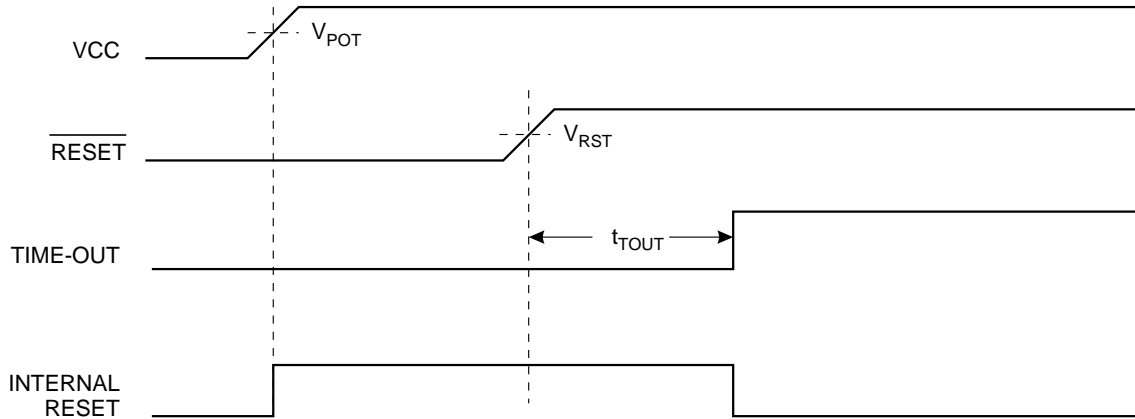 VCC
V_POT
RESET
V_RST
TIME-OUT
t_TOUT
INTERNAL
RESET